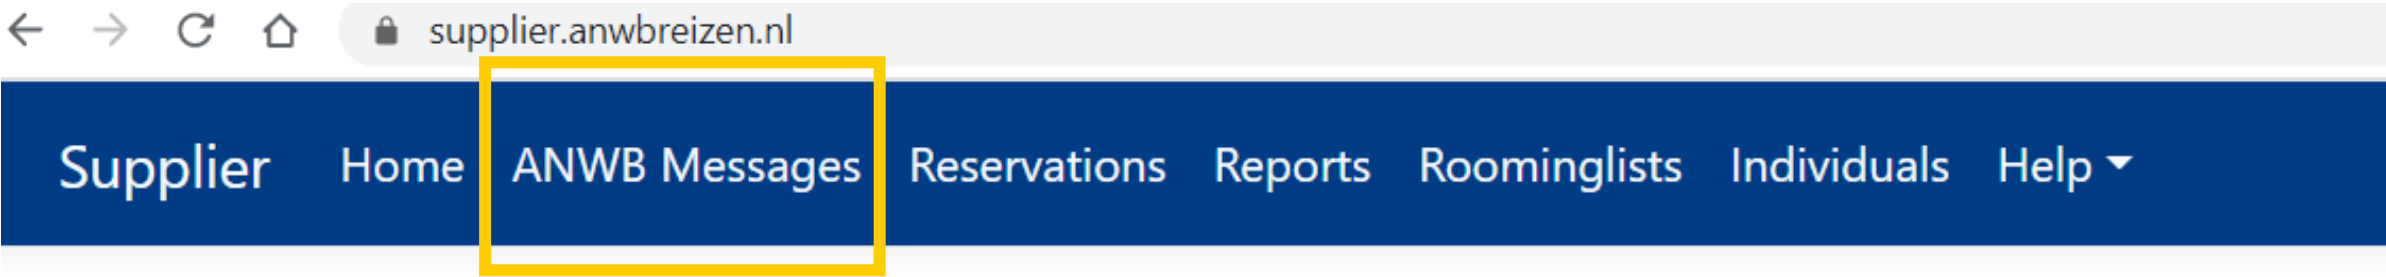 supplier.anwbreizen.nl
Supplier Home ANWB Messages Reservations Reports Roominglists Individuals Help